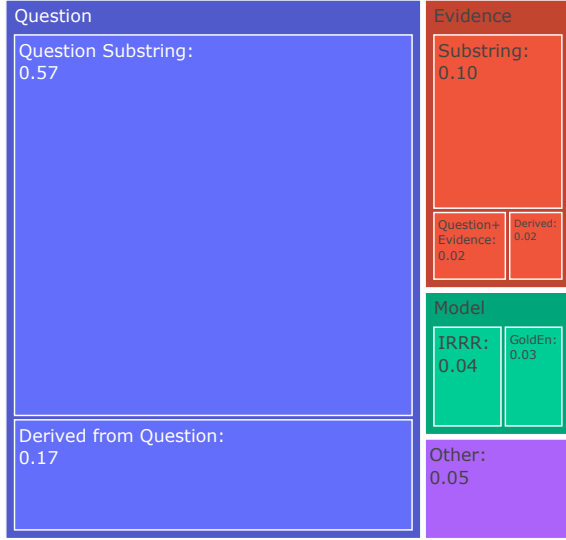 Question
Question Substring:
0.57
Derived from Question:
0.17
Evidence
Substring:
0.10
Question+
Evidence:
0.02
Derived:
0.02
Model
IRRR:
0.04
GoldEn:
0.03
Other:
0.05